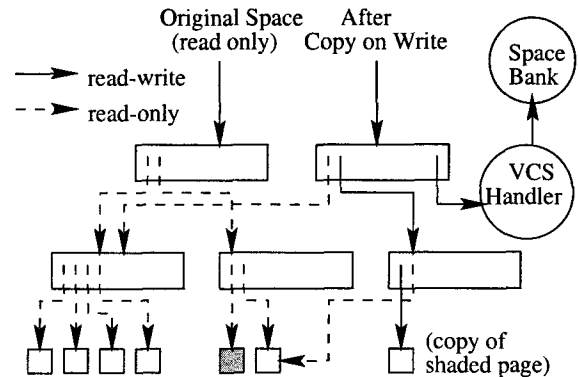 Original Space
(read only)
After
Copy on Write
Space
Bank
read-write
read-only
VCS
Handler
(copy of
shaded page)